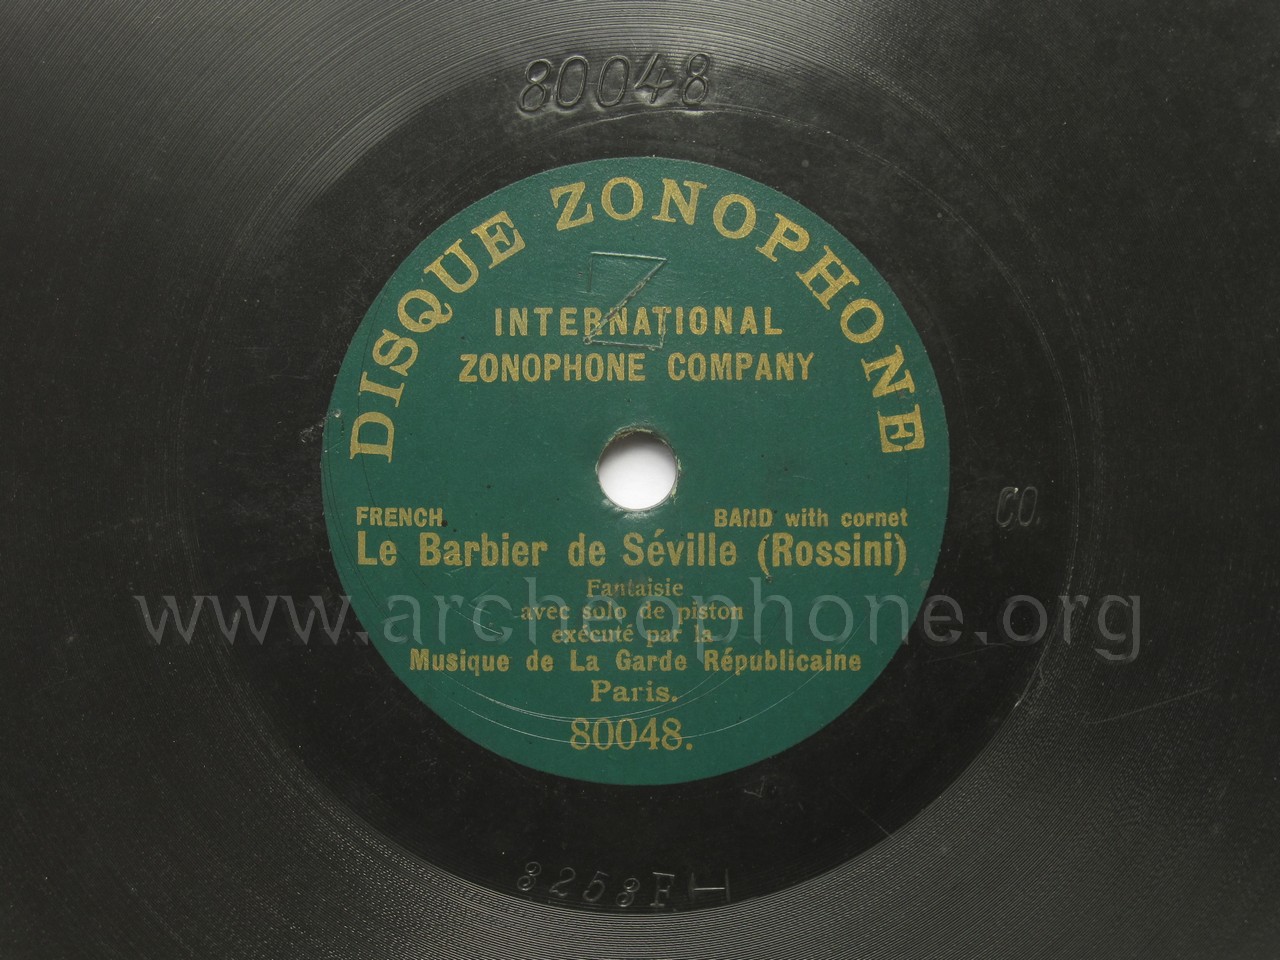 80048
DISQUE ZONOPHONE
Z
INTERNATIONAL
ZONOPHONE COMPANY
CO.
FRENCH BAND with cornet
Le Barbier de Séville (Rossini)
Fantaisie
avec solo de piston
exécuté par la
www.archeophone.org
Musique de La Garde Républicaine
Paris.
80048.